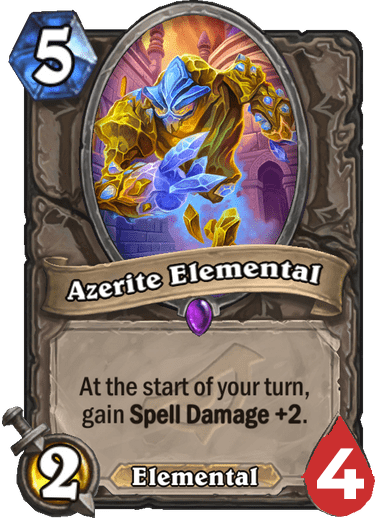 5
Azerite Elemental
At the start of your turn,
gain Spell Damage +2.
2
Elemental
4